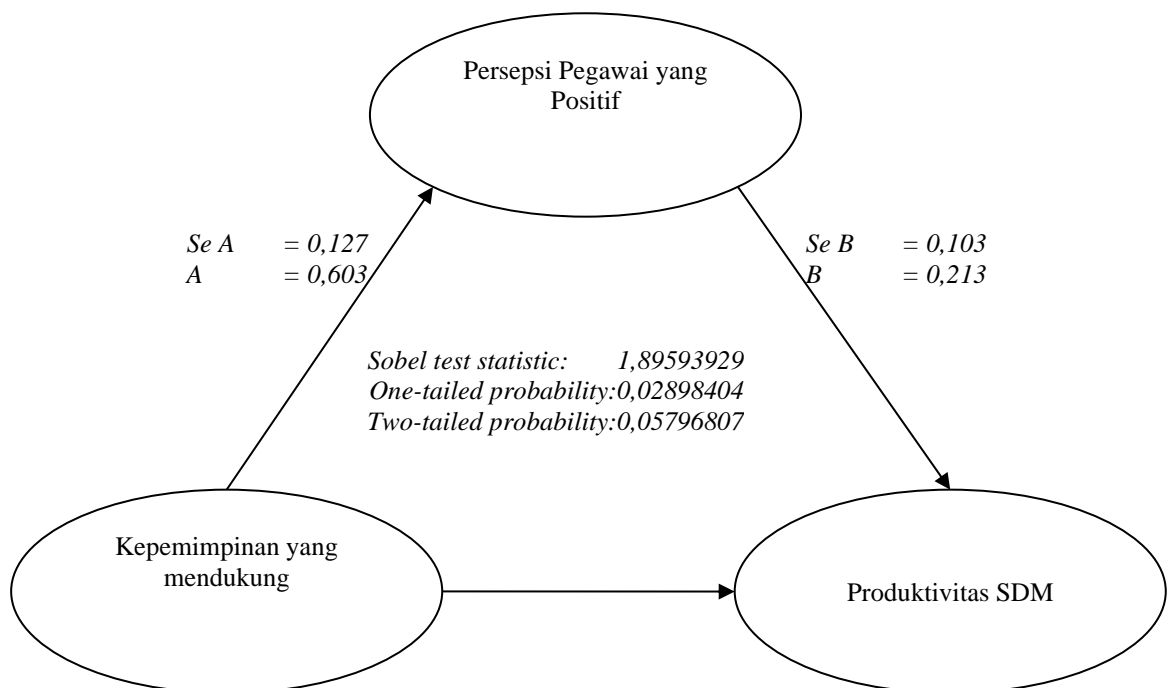 Persepsi Pegawai yang
Positif
Se A = 0,127
A = 0,603
Se B = 0,103
B = 0,213
Sobel test statistic: 1,89593929
One-tailed probability:0,02898404
Two-tailed probability:0,05796807
Kepemimpinan yang
mendukung
Produktivitas SDM